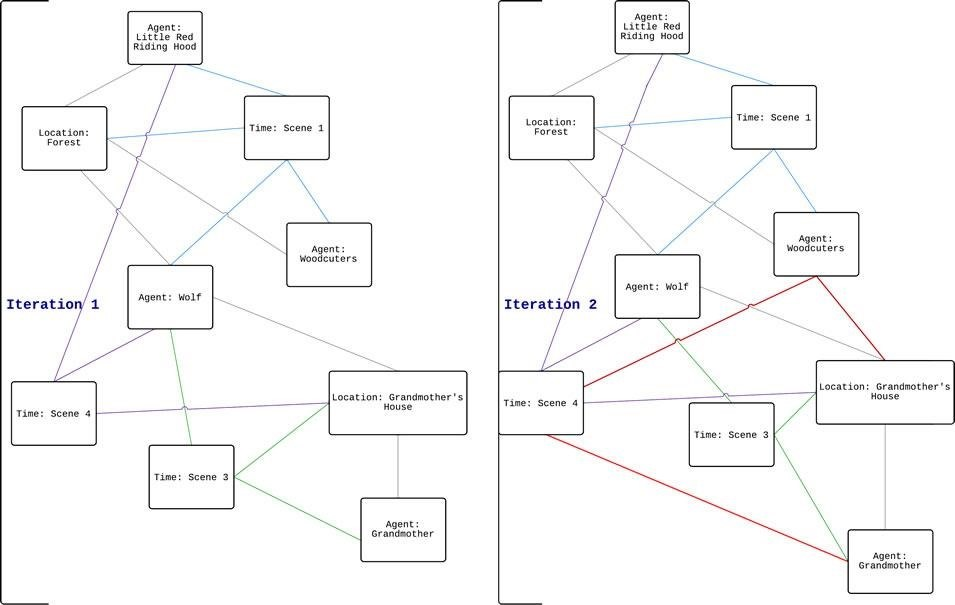 Agent:
Little Red
Riding Hood
Location:
Forest
Time: Scene 1
Agent:
Woodcuters
Agent: Wolf
Iteration 1
Time: Scene 4
Location: Grandmother's
House
Time: Scene 3
Agent:
Grandmother
Agent:
Little Red
Riding Hood
Location:
Forest
Time: Scene 1
Agent:
Woodcuters
Agent: Wolf
Iteration 2
Time: Scene 4
Location: Grandmother's
House
Time: Scene 3
Agent:
Grandmother